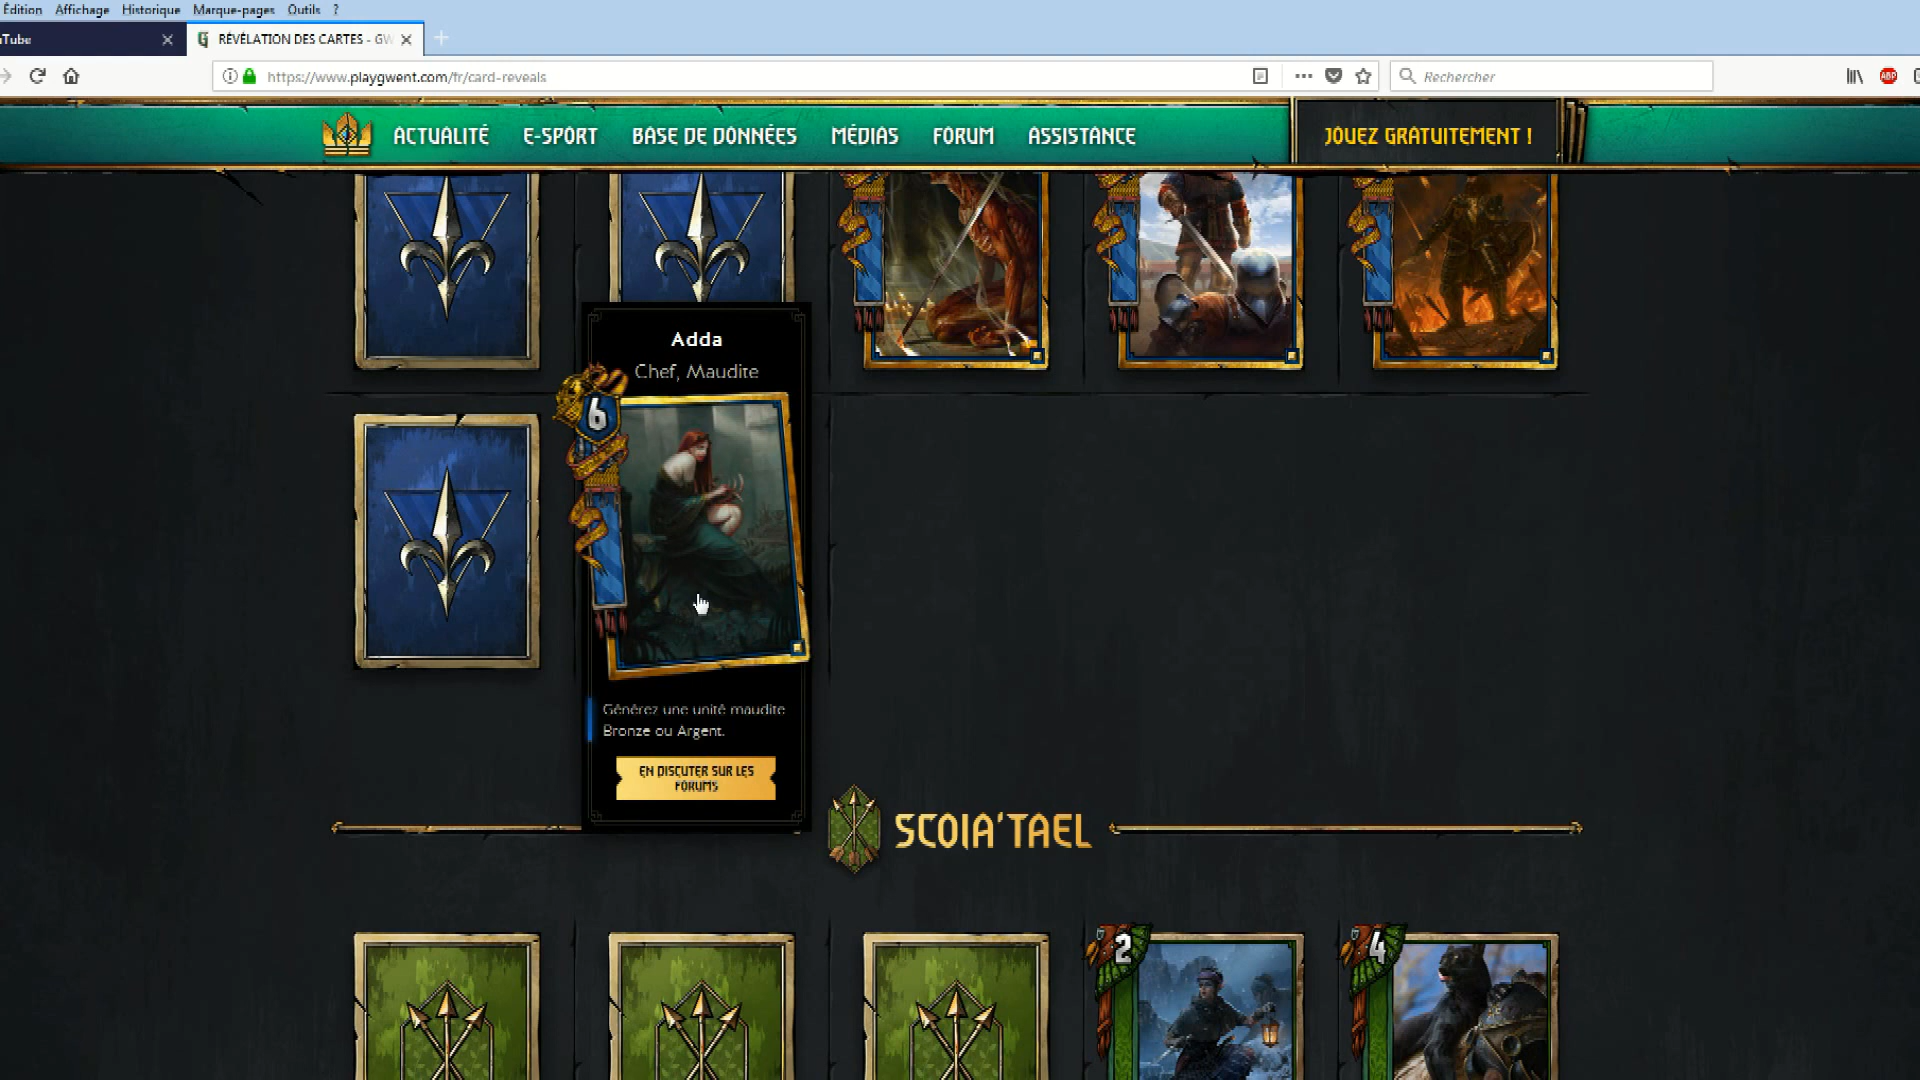 Édition Affichage Historique Marque-pages Outils ?
uTube
RÉVÉLATION DES CARTES - GW
https://www.playgwent.com/fr/card-reveals
Rechercher
ABP
ACTUALITÉ E-SPORT BASE DE DONNÉES MÉDIAS FORUM ASSISTANCE
JOUEZ GRATUITEMENT !
Adda
Chef, Maudite
6
Générez une unité maudite
Bronze ou Argent.
EN DISCUTER SUR LES
FORUMS
SCOIA'TAEL
2
4